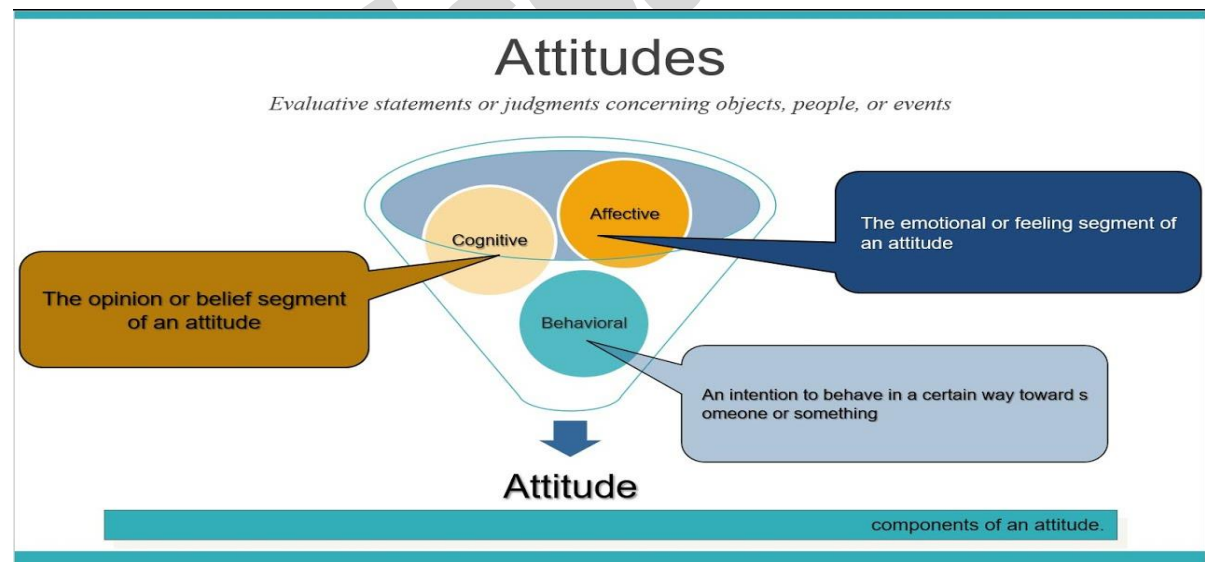 Attitudes
Evaluative statements or judgments concerning objects, people, or events
Affective
The emotional or feeling segment of
an attitude
Cognitive
The opinion or belief segment
of an attitude
Behavioral
An intention to behave in a certain way toward s
omeone or something
Attitude
components of an attitude.